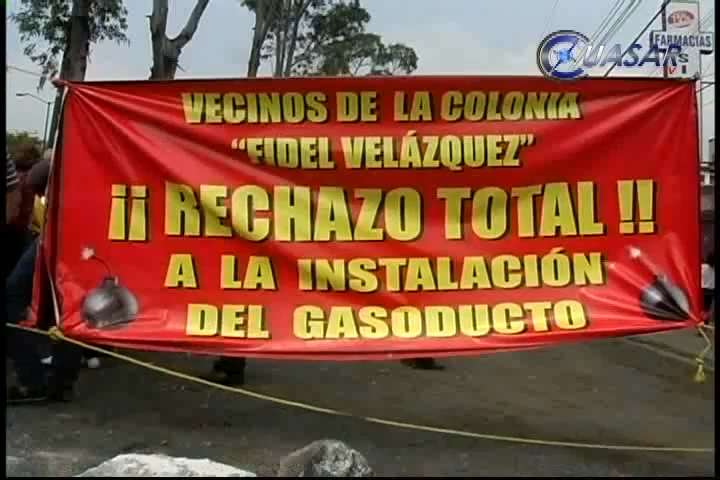 QUASAR
FARMACIAS
VECINOS DE LA COLONIA
"FIDEL VELÁZQUEZ"
¡¡ RECHAZO TOTAL !!
A LA INSTALACIÓN
DEL GASODUCTO